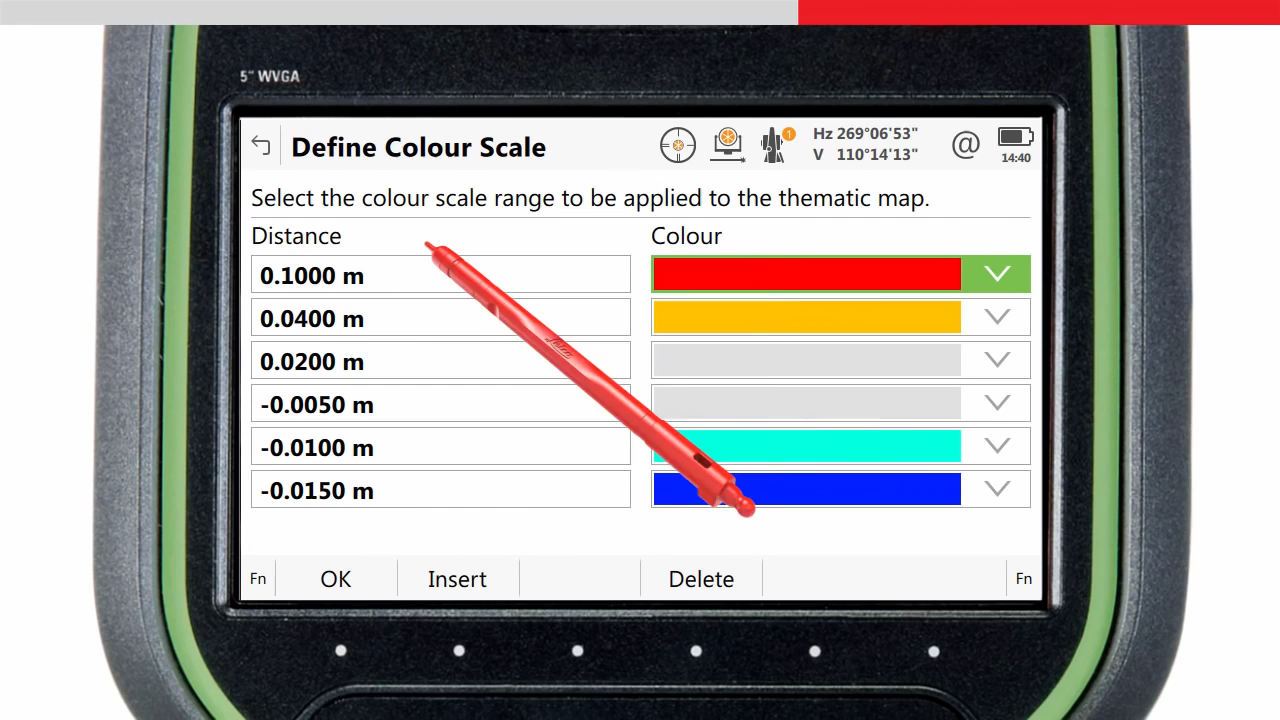 5" WVGA
Define Colour Scale
1
Hz 269°06'53"
V 110°14'13"
@
14:40
Select the colour scale range to be applied to the thematic map.
Distance
Colour
0.1000 m
0.0400 m
0.0200 m
-0.0050 m
-0.0100 m
-0.0150 m
Leica
Fn
OK
Insert
Delete
Fn